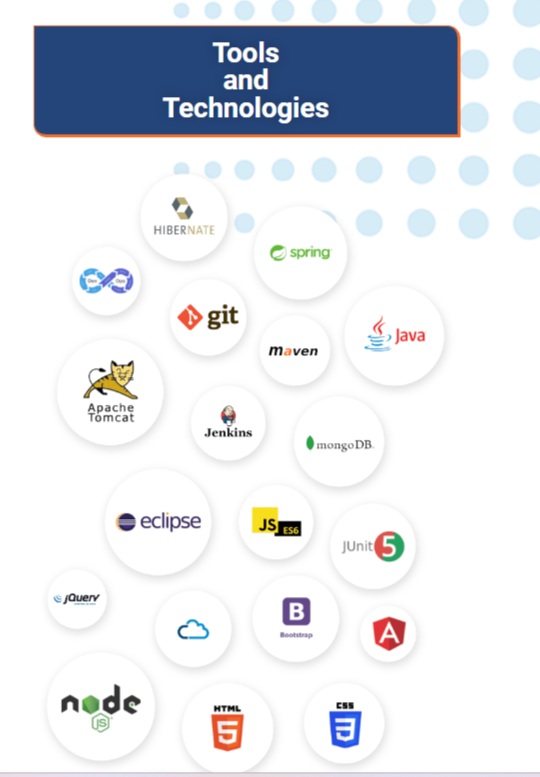 Tools
and
Technologies
HIBERNATE
spring
Dev Ops
git
maven
Java
Apache
Tomcat
Jenkins
mongoDB.
eclipse
JS ES6
JUnit 5
jQuery
B
Bootstrap
A
node
JS
HTML
5
CSS
3